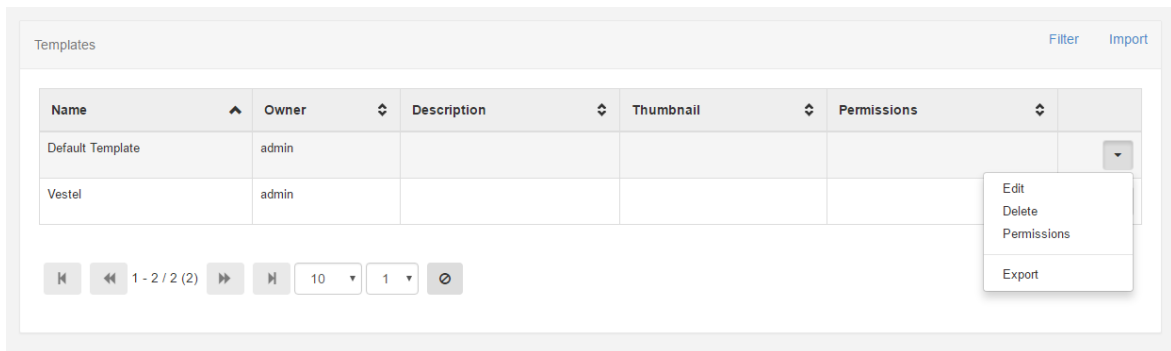 Templates
Filter Import
Name Owner Description Thumbnail Permissions
Default Template admin
Vestel admin
Edit
Delete
Permissions
Export
1 - 2 / 2 (2) 10 1